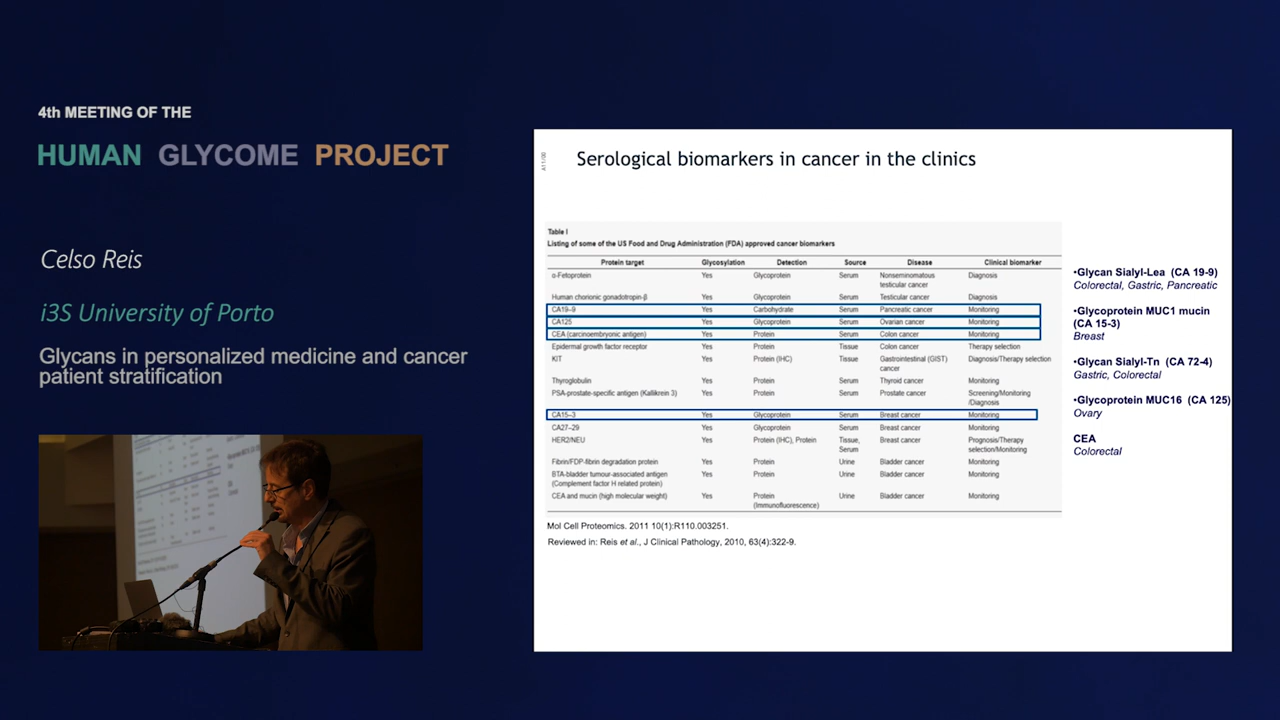 4th MEETING OF THE
HUMAN GLYCOME PROJECT
Celso Reis
i3S University of Porto
Glycans in personalized medicine and cancer
patient stratification
Serological biomarkers in cancer in the clinics
Table I
Listing of some of the US Food and Drug Administration (FDA) approved cancer biomarkers
Protein target Glycosylation Detection Source Disease Clinical biomarker
α-Fetoprotein Yes Glycoprotein Serum Nonseminomatous Diagnosis
testicular cancer
Human chorionic gonadotropin-β Yes Glycoprotein Serum Testicular cancer Diagnosis
CA19–9 Yes Carbohydrate Serum Pancreatic cancer Monitoring
CA125 Yes Glycoprotein Serum Ovarian cancer Monitoring
CEA (carcinoembryonic antigen) Yes Protein Serum Colon cancer Monitoring
Epidermal growth factor receptor Yes Protein Tissue Colon cancer Therapy selection
KIT Yes Protein (IHC) Tissue Gastrointestinal (GIST) Diagnosis/Therapy selection
cancer
Thyroglobulin Yes Protein Serum Thyroid cancer Monitoring
PSA-prostate-specific antigen (Kallikrein 3) Yes Protein Serum Prostate cancer Screening/Monitoring
/Diagnosis
CA15–3 Yes Glycoprotein Serum Breast cancer Monitoring
CA27–29 Yes Glycoprotein Serum Breast cancer Monitoring
HER2/NEU Yes Protein (IHC), Protein Tissue, Breast cancer Prognosis/Therapy
Serum selection/Monitoring
Fibrin/FDP-fibrin degradation protein Yes Protein Urine Bladder cancer Monitoring
BTA-bladder tumour-associated antigen Yes Protein Urine Bladder cancer Monitoring
(Complement factor H related protein)
CEA and mucin (high molecular weight) Yes Protein Urine Bladder cancer Monitoring
(Immunofluorescence)
Mol Cell Proteomics. 2011 10(1):R110.003251.
Reviewed in: Reis et al., J Clinical Pathology, 2010, 63(4):322-9.
•Glycan Sialyl-Lea (CA 19-9)
Colorectal, Gastric, Pancreatic
•Glycoprotein MUC1 mucin
(CA 15-3)
Breast
•Glycan Sialyl-Tn (CA 72-4)
Gastric, Colorectal
•Glycoprotein MUC16 (CA 125)
Ovary
CEA
Colorectal